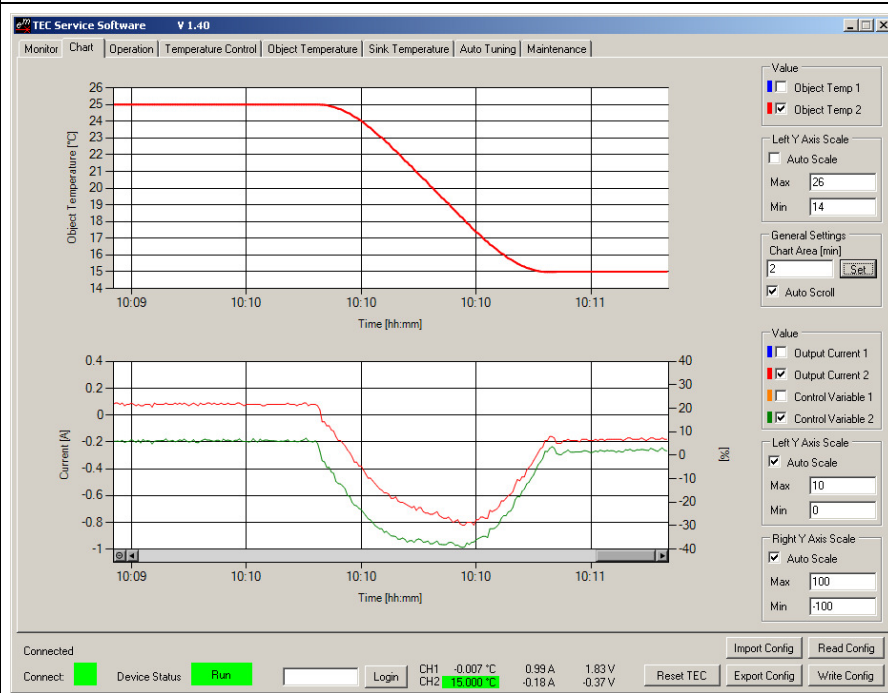 TEC Service Software V 1.40
Monitor Chart Operation Temperature Control Object Temperature Sink Temperature Auto Tuning Maintenance
Object Temperature [°C]
26
25
24
23
22
21
20
19
18
17
16
15
14
10:09 10:10 10:10 10:10 10:11
Time [hh:mm]
Value
Object Temp 1
Object Temp 2
Left Y Axis Scale
Auto Scale
Max 26
Min 14
General Settings
Chart Area [min]
2 Set
Auto Scroll
Current [A]
0.4
0.2
0
-0.2
-0.4
-0.6
-0.8
-1
40
30
20
10
0
-10
-20
-30
-40
[%]
10:09 10:10 10:10 10:10 10:11
Time [hh:mm]
Value
Output Current 1
Output Current 2
Control Variable 1
Control Variable 2
Left Y Axis Scale
Auto Scale
Max 10
Min 0
Right Y Axis Scale
Auto Scale
Max 100
Min -100
Connected
Connect: Device Status Run Login
CH1 -0.007 °C 0.99 A 1.83 V
CH2 15.000 °C -0.18 A -0.37 V
Reset TEC
Import Config Read Config
Export Config Write Config